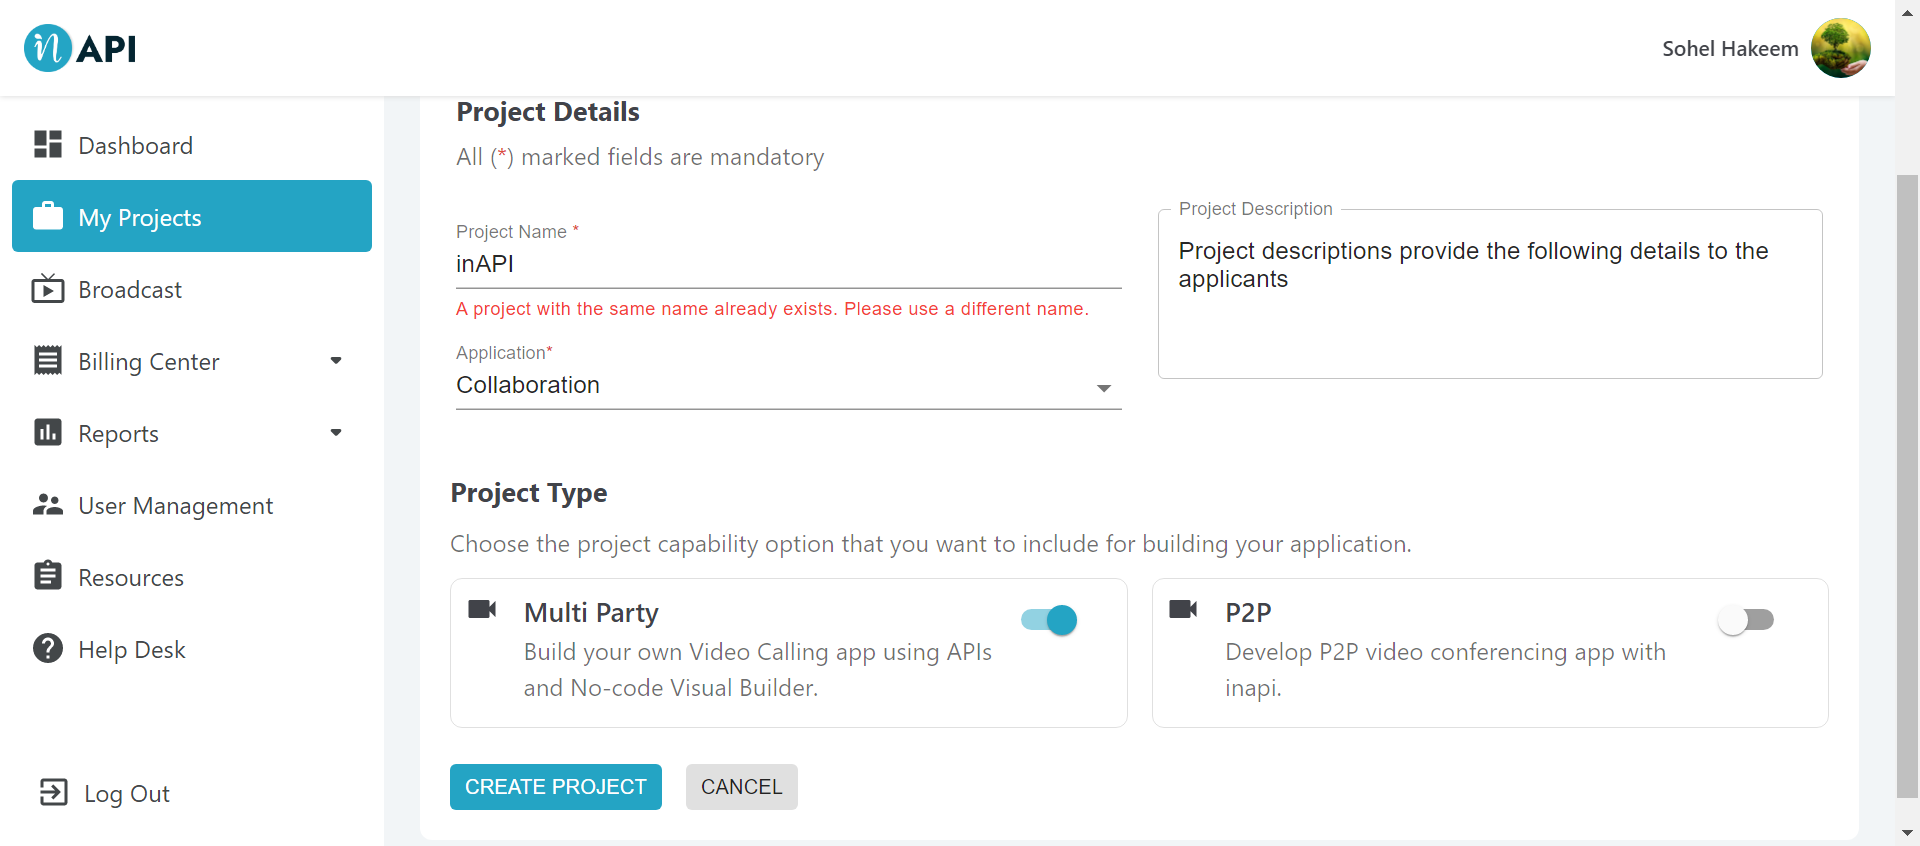 in API
Sohel Hakeem
Dashboard
My Projects
Broadcast
Billing Center
Reports
User Management
Resources
Help Desk
Log Out
Project Details
All (*) marked fields are mandatory
Project Name *
inAPI
A project with the same name already exists. Please use a different name.
Application*
Collaboration
Project Description
Project descriptions provide the following details to the
applicants
Project Type
Choose the project capability option that you want to include for building your application.
Multi Party
Build your own Video Calling app using APIs
and No-code Visual Builder.
P2P
Develop P2P video conferencing app with
inapi.
CREATE PROJECT
CANCEL